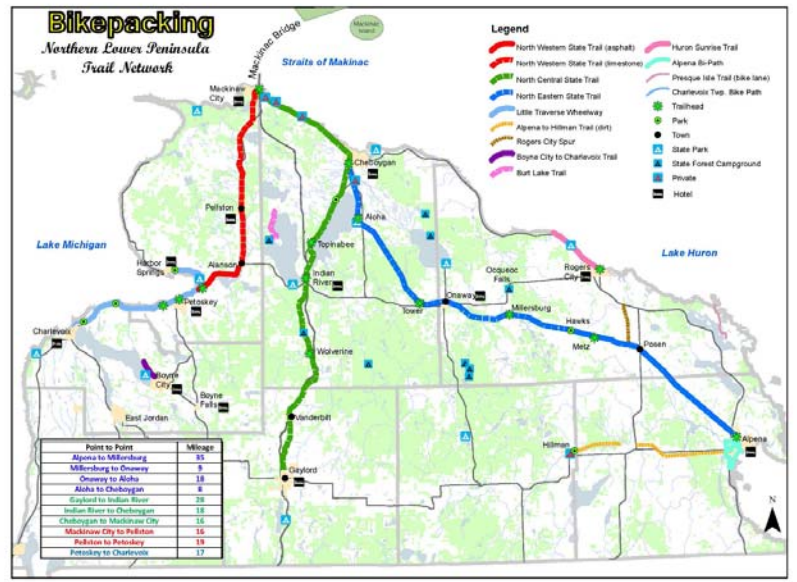 Bikepacking
Northern Lower Peninsula
Trail Network
Mackinac Bridge
Mackinac
Island
Straits of Makinac
Mackinaw
City
Cheboygan
Pellston
Aloha
Lake Michigan
Topinabee
Alanson
Harbor
Springs
Indian
River
Petoskey
Charlevoix
Tower
Onaway
Ocqueoc
Falls
Millersburg
Rogers
City
Lake Huron
Hawks
Metz
Posen
Wolverine
Boyne
City
Boyne
Falls
East Jordan
Vanderbilt
Gaylord
Hillman
Alpena
N
Legend
North Western State Trail (asphalt)
North Western State Trail (limestone)
North Central State Trail
North Eastern State Trail
Little Traverse Wheelway
Alpena to Hillman Trail (dirt)
Rogers City Spur
Boyne City to Charlevoix Trail
Burt Lake Trail
Huron Sunrise Trail
Alpena Bi-Path
Presque Isle Trail (bike lane)
Charlevoix Twp. Bike Path
Trailhead
Park
Town
State Park
State Forest Campground
Private
Hotel
Point to Point Mileage
Alpena to Millersburg 35
Millersburg to Onaway 9
Onaway to Aloha 18
Aloha to Cheboygan 8
Gaylord to Indian River 28
Indian River to Cheboygan 18
Cheboygan to Mackinaw City 16
Mackinaw City to Pellston 16
Pellston to Petoskey 19
Petoskey to Charlevoix 17